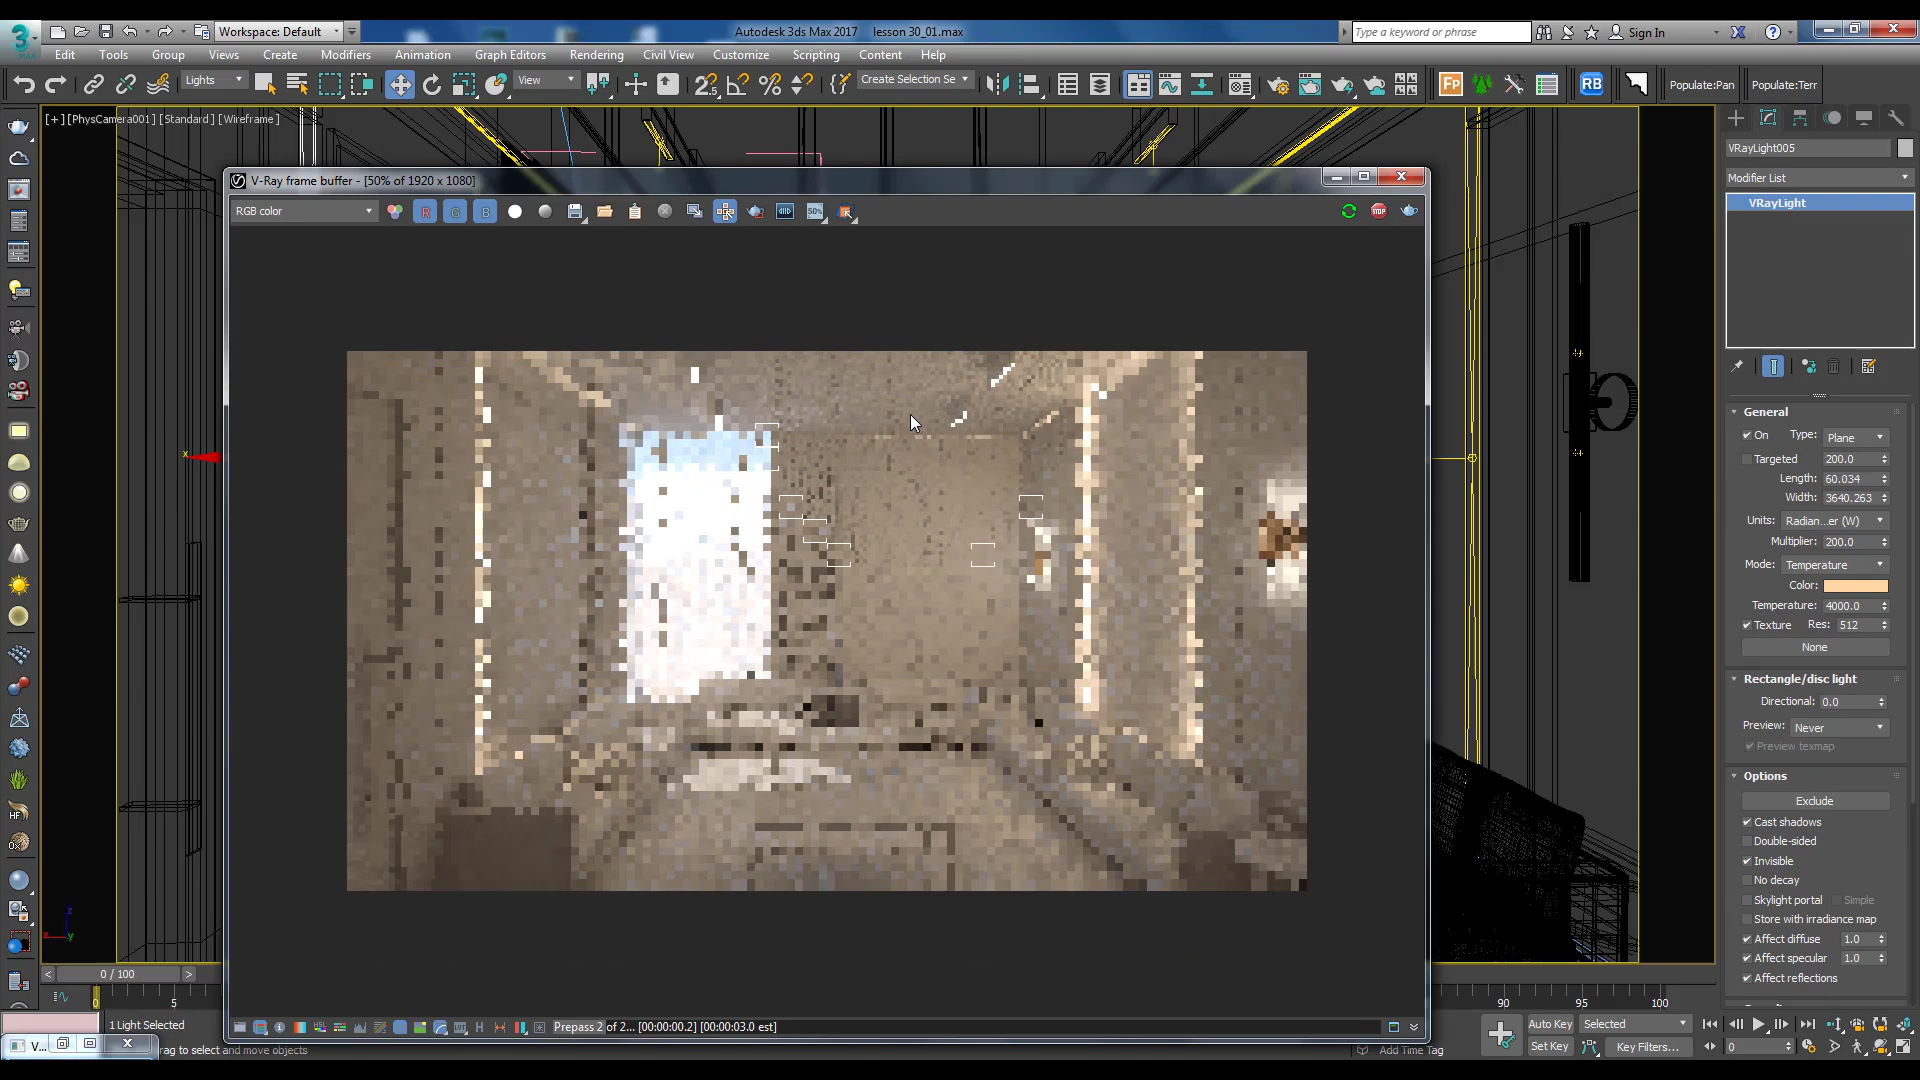 Workspace: Default
Autodesk 3ds Max 2017    lesson 30_01.max
Type a keyword or phrase
Sign In
Edit
Tools
Group
Views
Create
Modifiers
Animation
Graph Editors
Rendering
Civil View
Customize
Scripting
Content
Help
Lights
View
Create Selection Se
Populate:Pan
Populate:Terr
[+] [PhysCamera001] [Standard] [Wireframe]
VRayLight005
Modifier List
VRayLight
V-Ray frame buffer - [50% of 1920 x 1080]
RGB color
R
G
B
50%
STOP
General
On
Type: Plane
Targeted 200.0
Length: 60.034
Width: 3640.263
Units: Radian...er (W)
Multiplier: 200.0
Mode: Temperature
Color:
Temperature: 4000.0
Texture Res: 512
None
Rectangle/disc light
Directional: 0.0
Preview: Never
Preview texmap
Options
Exclude
Cast shadows
Double-sided
Invisible
No decay
Skylight portal Simple
Store with irradiance map
Affect diffuse 1.0
Affect specular 1.0
Affect reflections
0 / 100
0
5
90
95
100
1 Light Selected
Prepass 2 of 2... [00:00:00.2] [00:00:03.0 est]
V...
rag to select and move objects
Add Time Tag
Auto Key
Selected
Set Key
Key Filters...
0